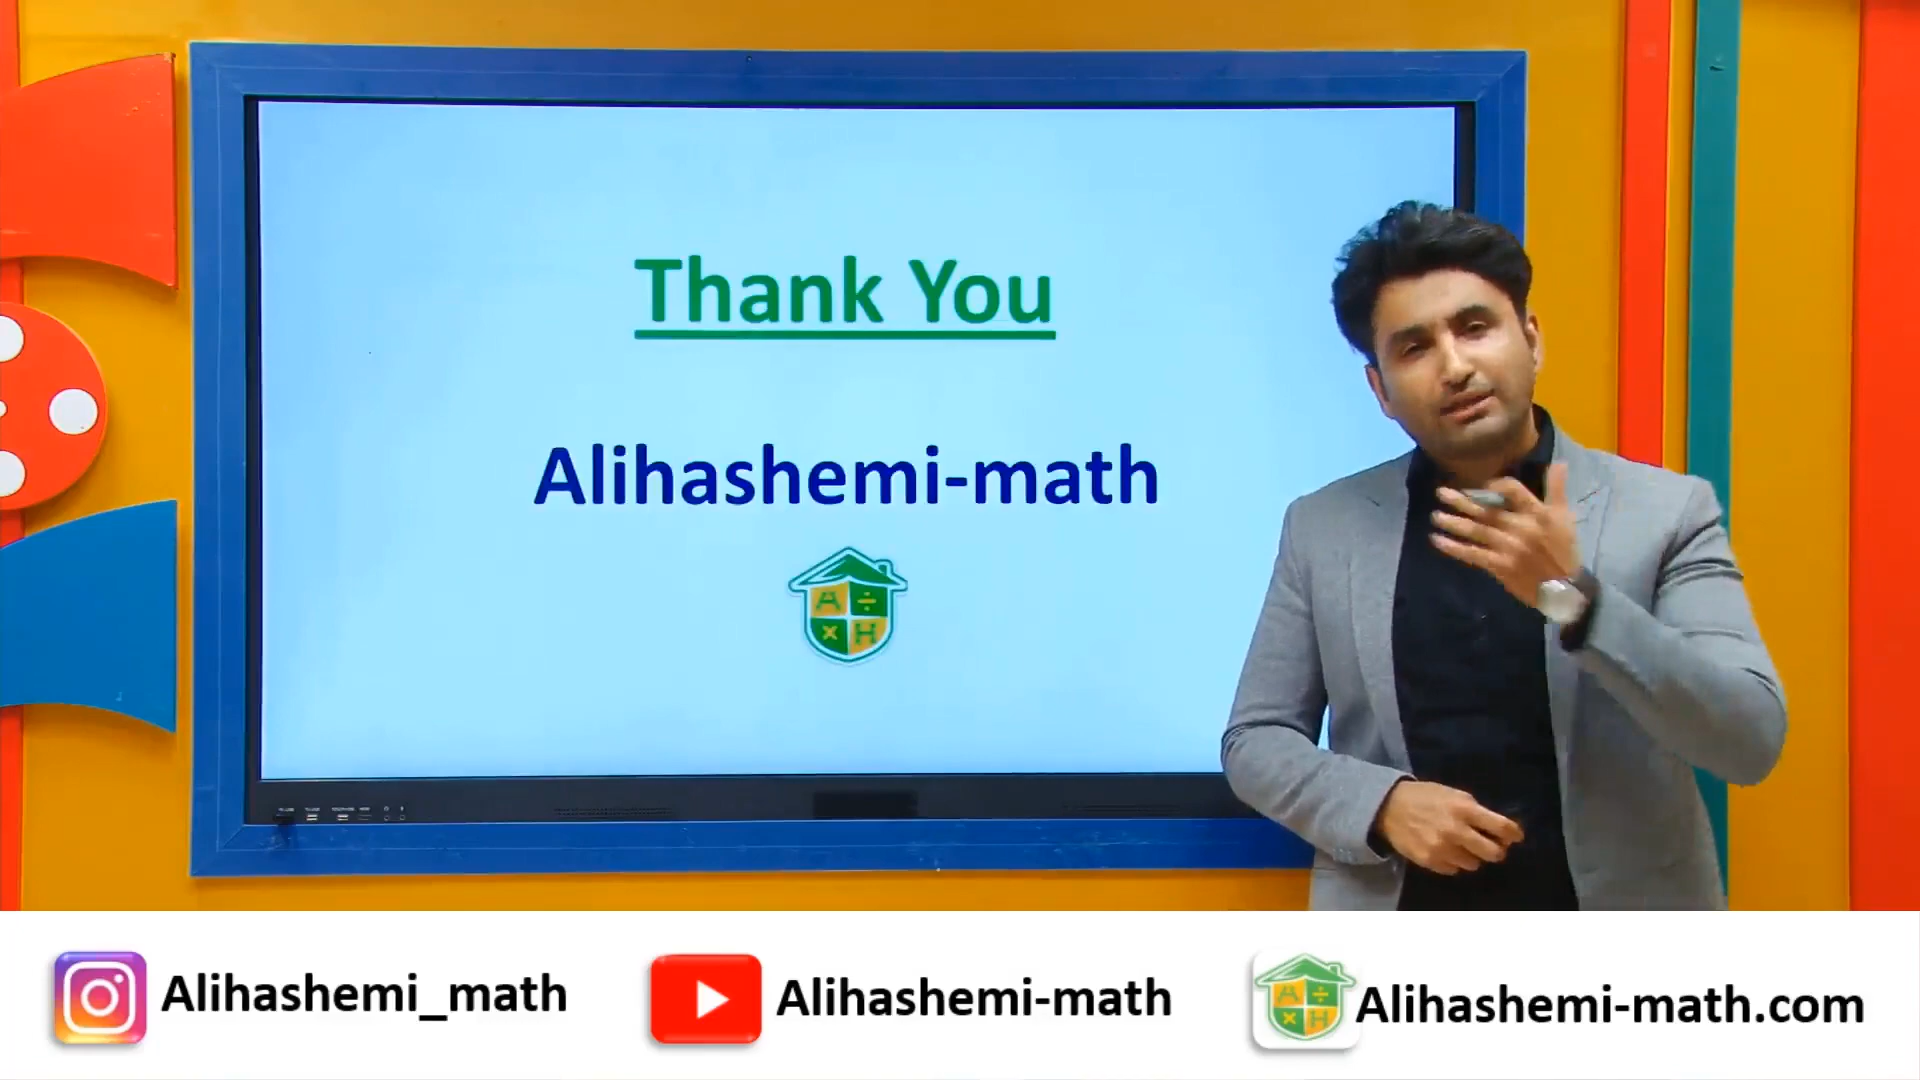 Thank You
Alihashemi-math
A ÷
× H
Alihashemi_math
Alihashemi-math
A ÷
× H
Alihashemi-math.com